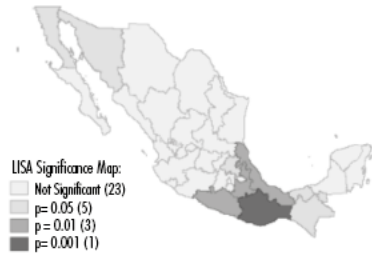 LISA Significance Map:
Not Significant (23)
p= 0.05 (5)
p= 0.01 (3)
p= 0.001 (1)